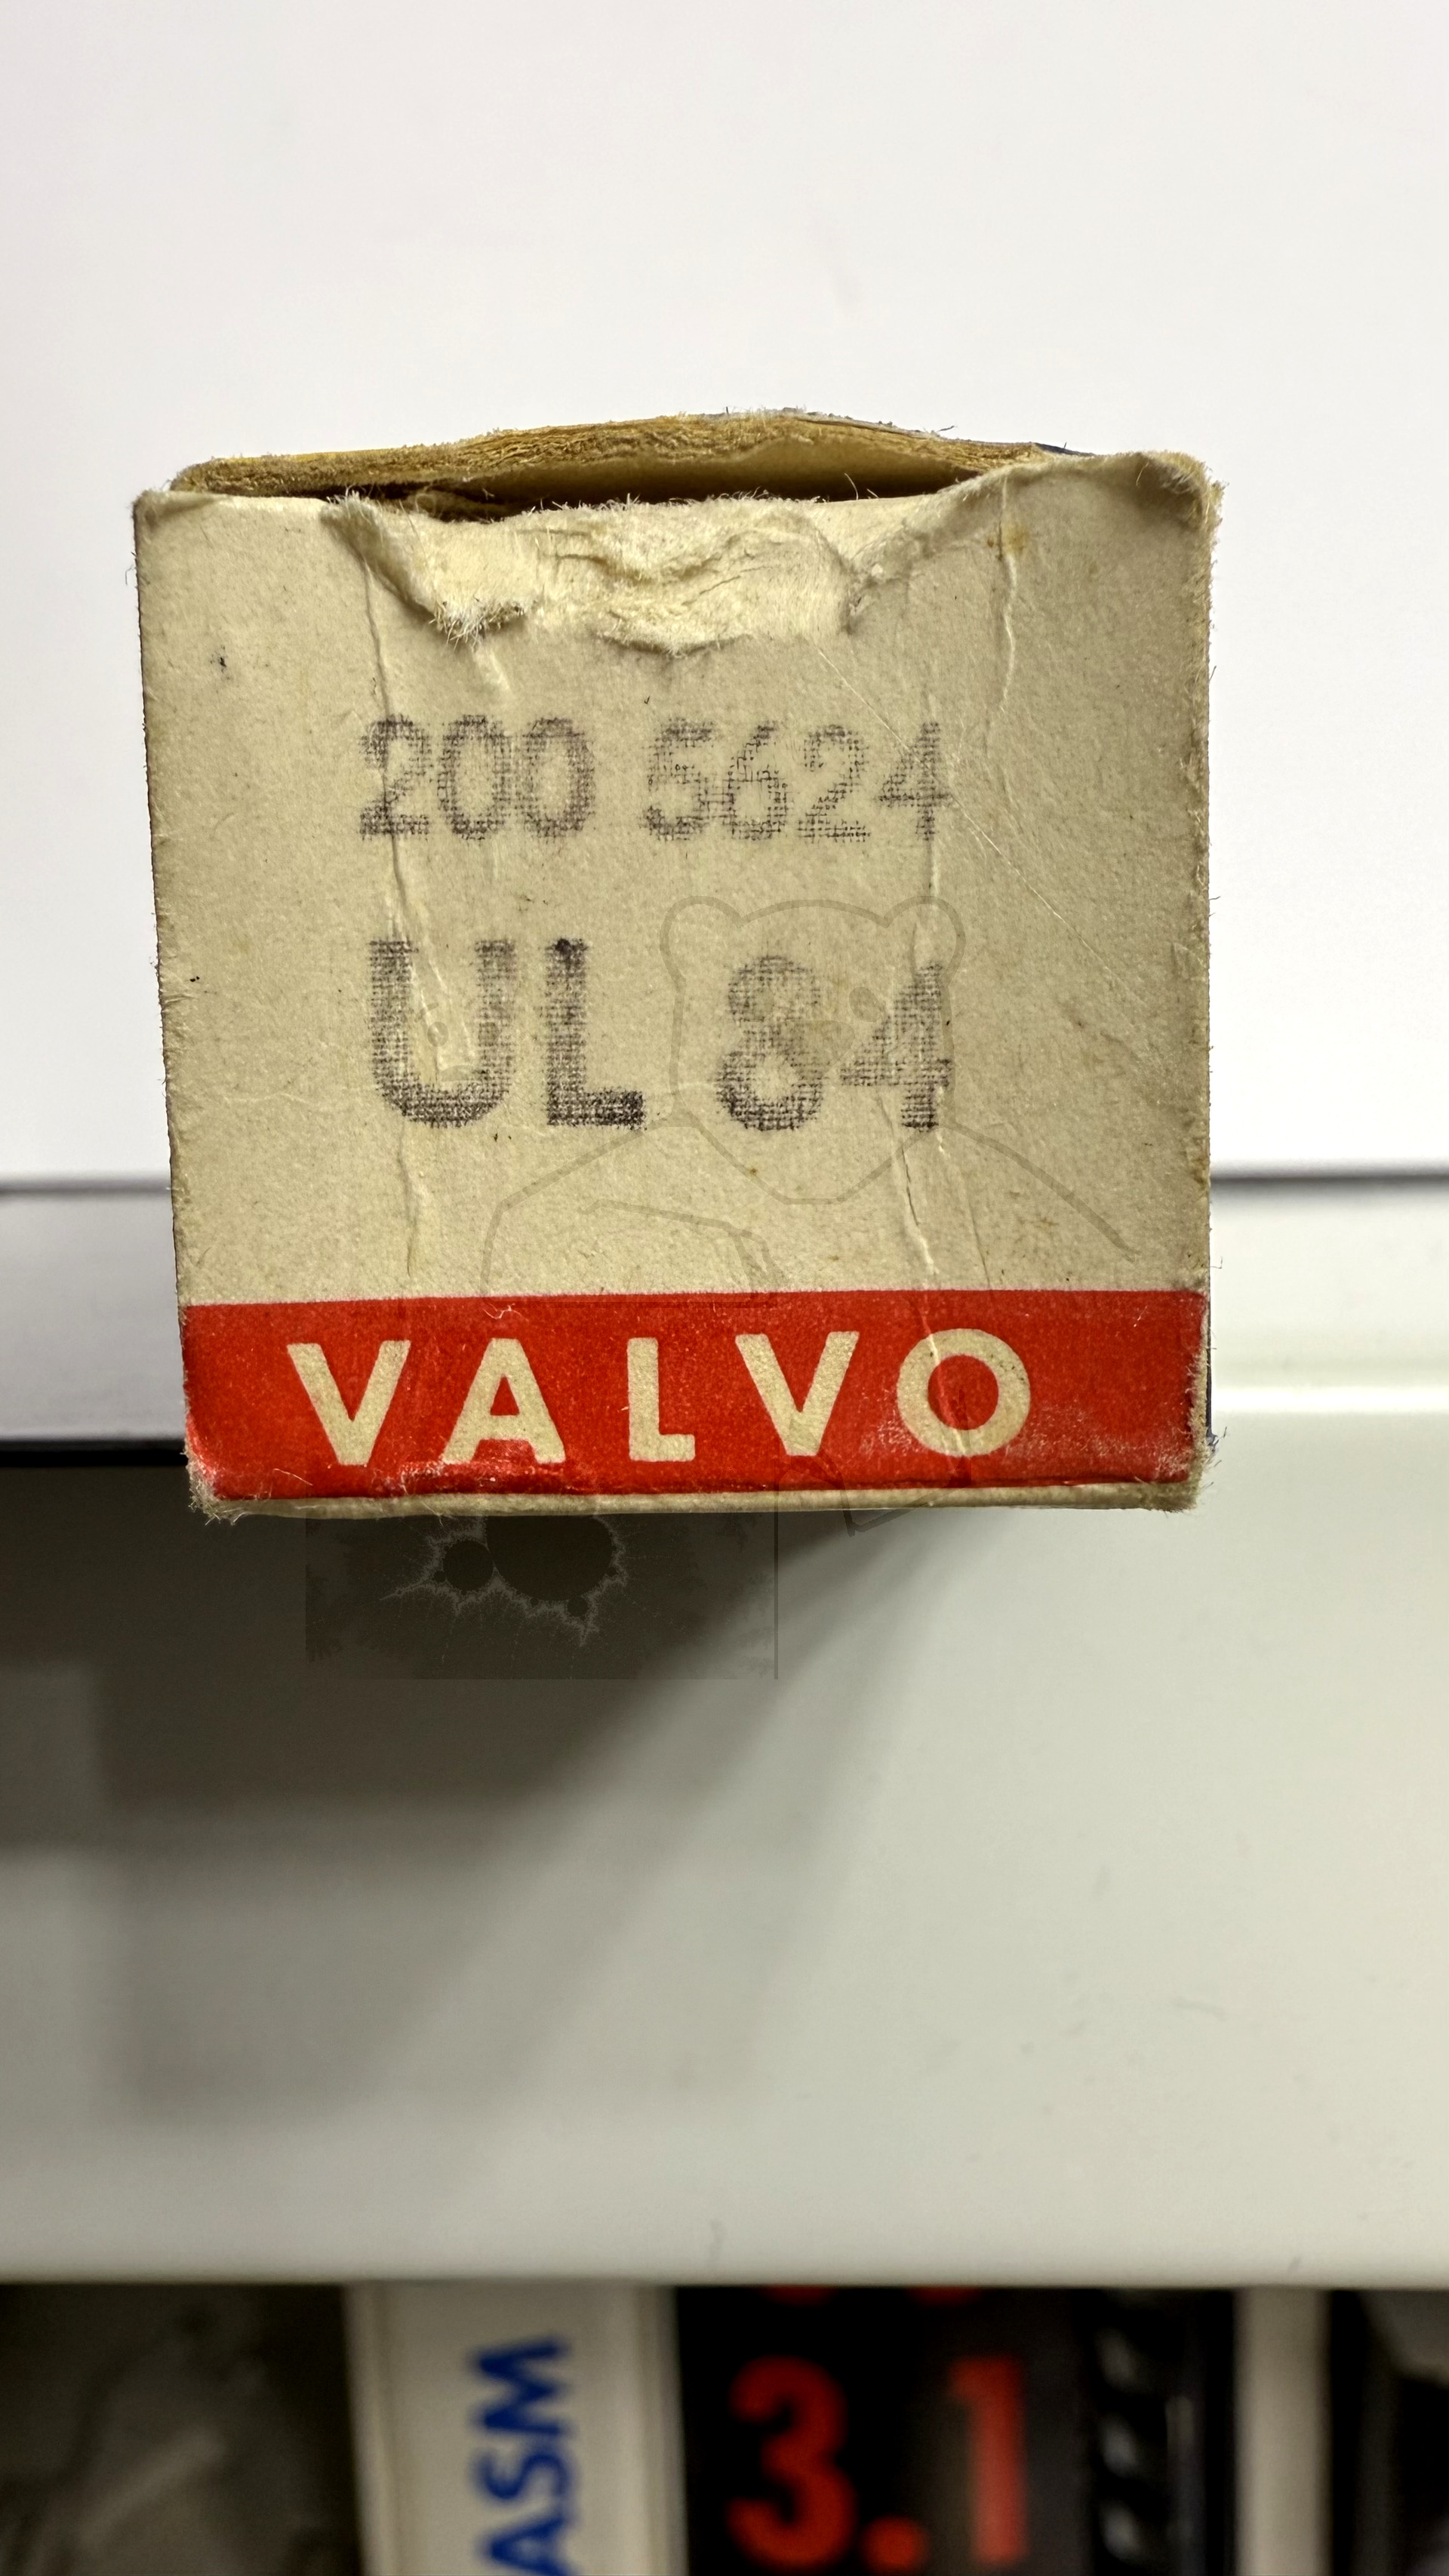 200 5624
UL 84
VALVO
ASM
3.1